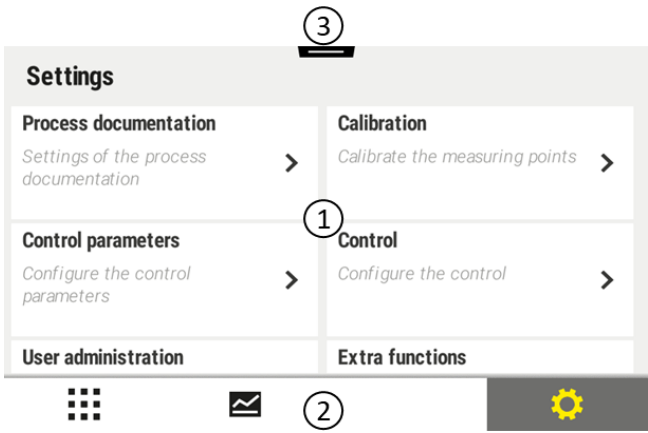 ③
Settings
Process documentation
Settings of the process
documentation
Calibration
Calibrate the measuring points
①
Control parameters
Configure the control
parameters
Control
Configure the control
User administration
Extra functions
②